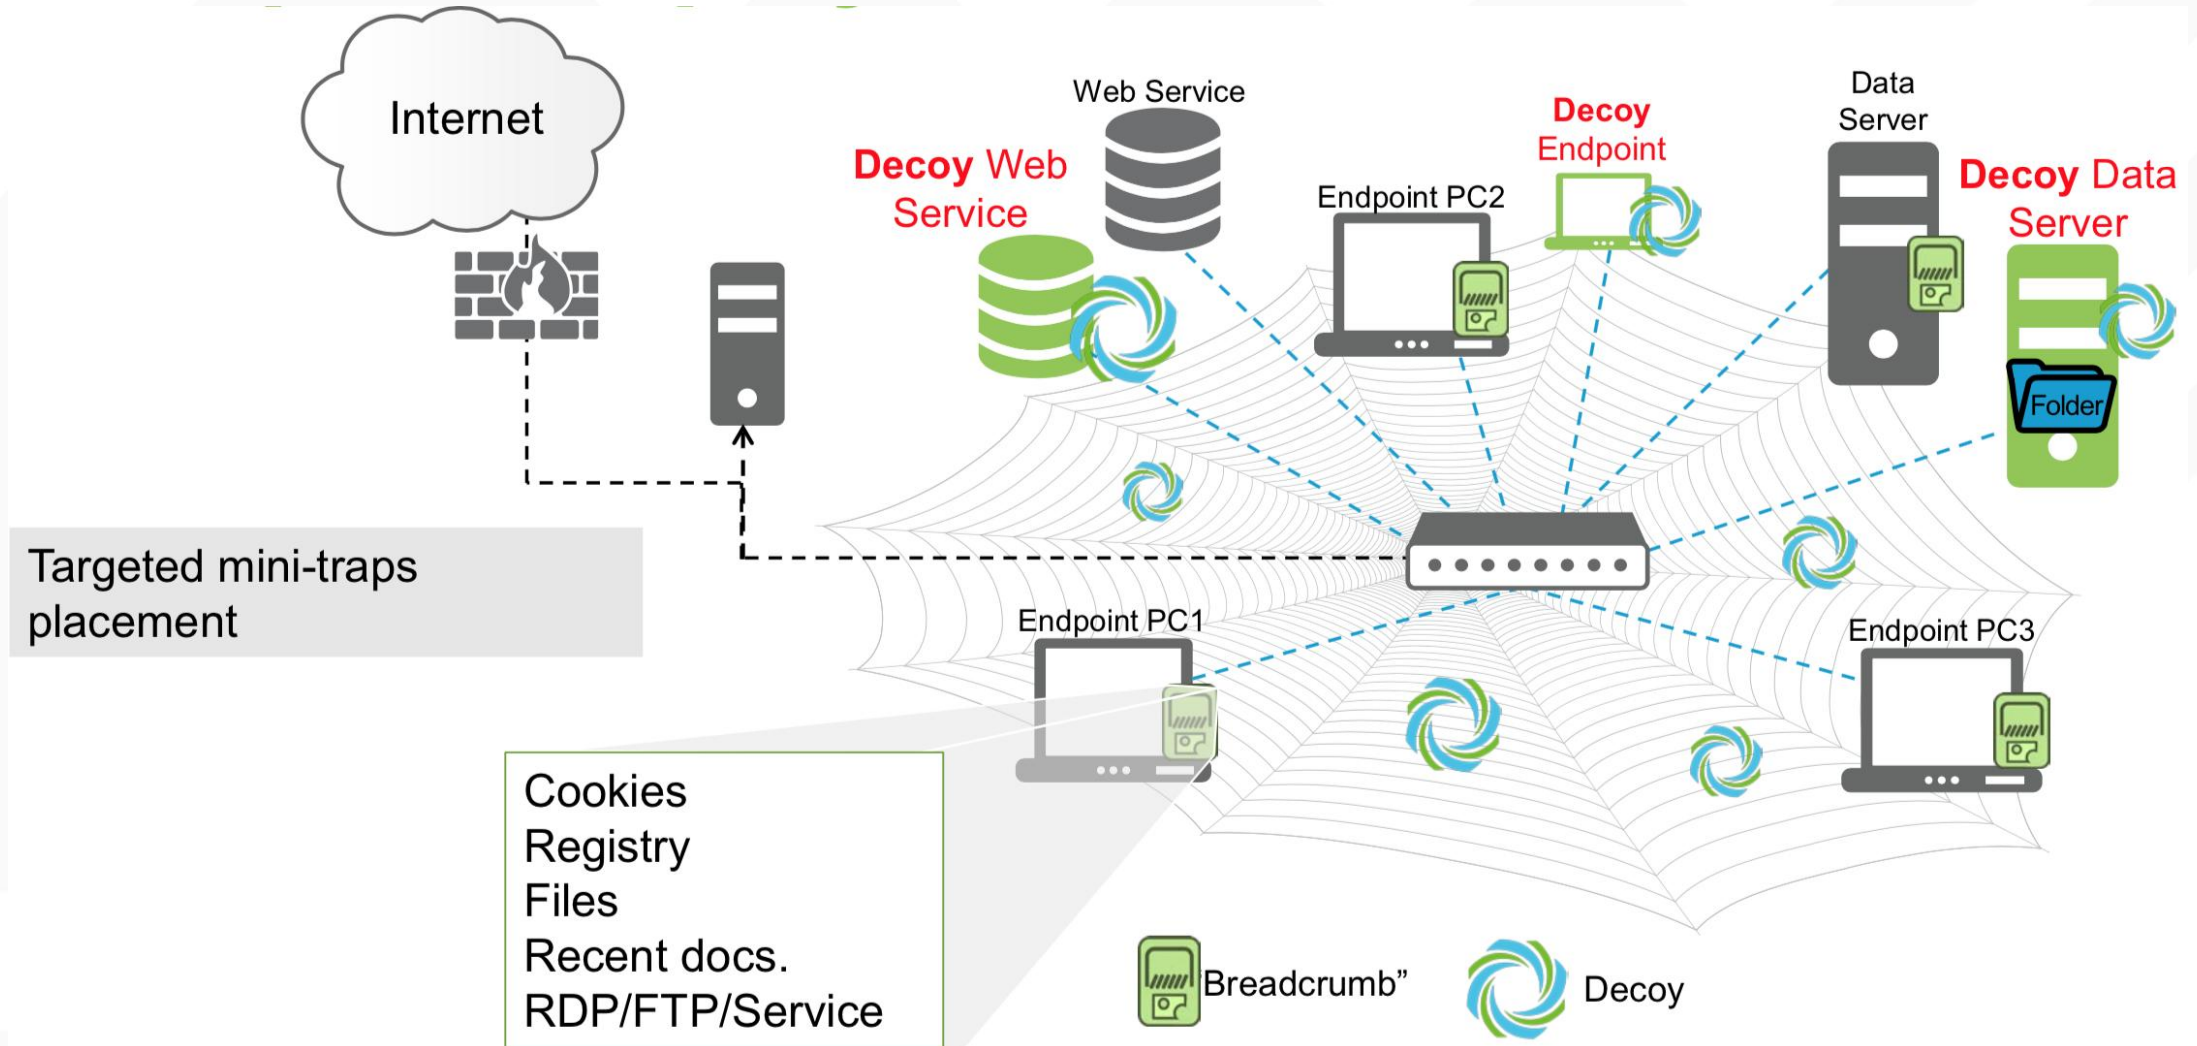 Internet
Web Service
Decoy Web
Service
Endpoint PC2
Decoy
Endpoint
Data
Server
Decoy Data
Server
Folder
Targeted mini-traps
placement
Endpoint PC1
Endpoint PC3
Cookies
Registry
Files
Recent docs.
RDP/FTP/Service
"Breadcrumb”
Decoy